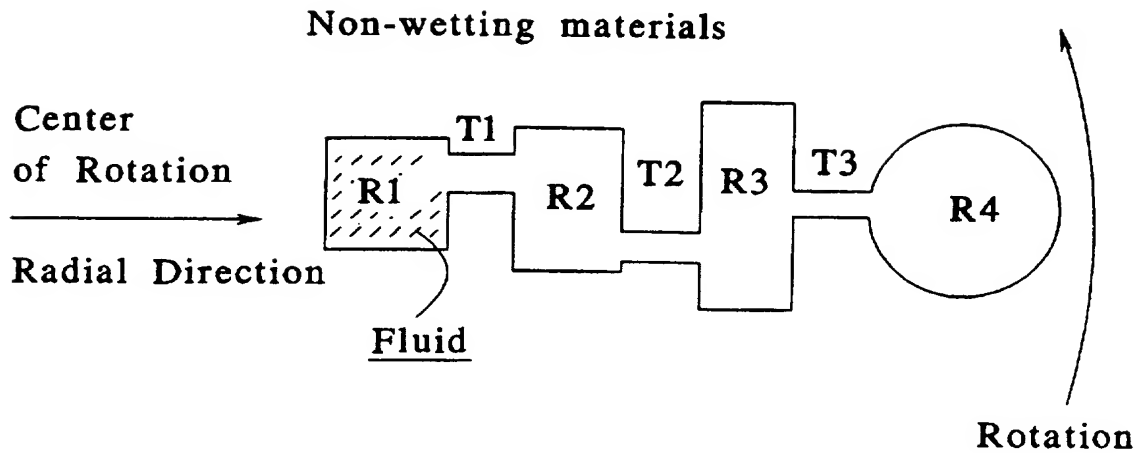 Non-wetting materials
Center
of Rotation
Radial Direction
R1
T1
R2
T2
R3
T3
R4
Fluid
Rotation